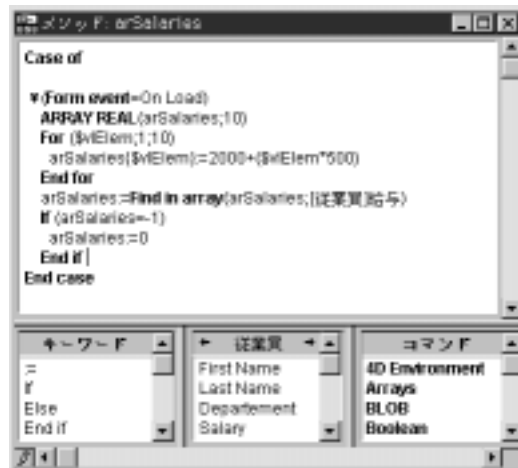 メソッド: arSalaries
Case of
▼(Form event=On Load)
ARRAY REAL(arSalaries;10)
For ($vlElem;1;10)
arSalaries{$vlElem}:=2000+($vlElem*500)
End for
arSalaries:=Find in array(arSalaries;[従業員]給与)
If (arSalaries=-1)
arSalaries:=0
End if
End case
キーワード
:=
If
Else
End if
従業員
First Name
Last Name
Departement
Salary
コマンド
4D Environment
Arrays
BLOB
Boolean